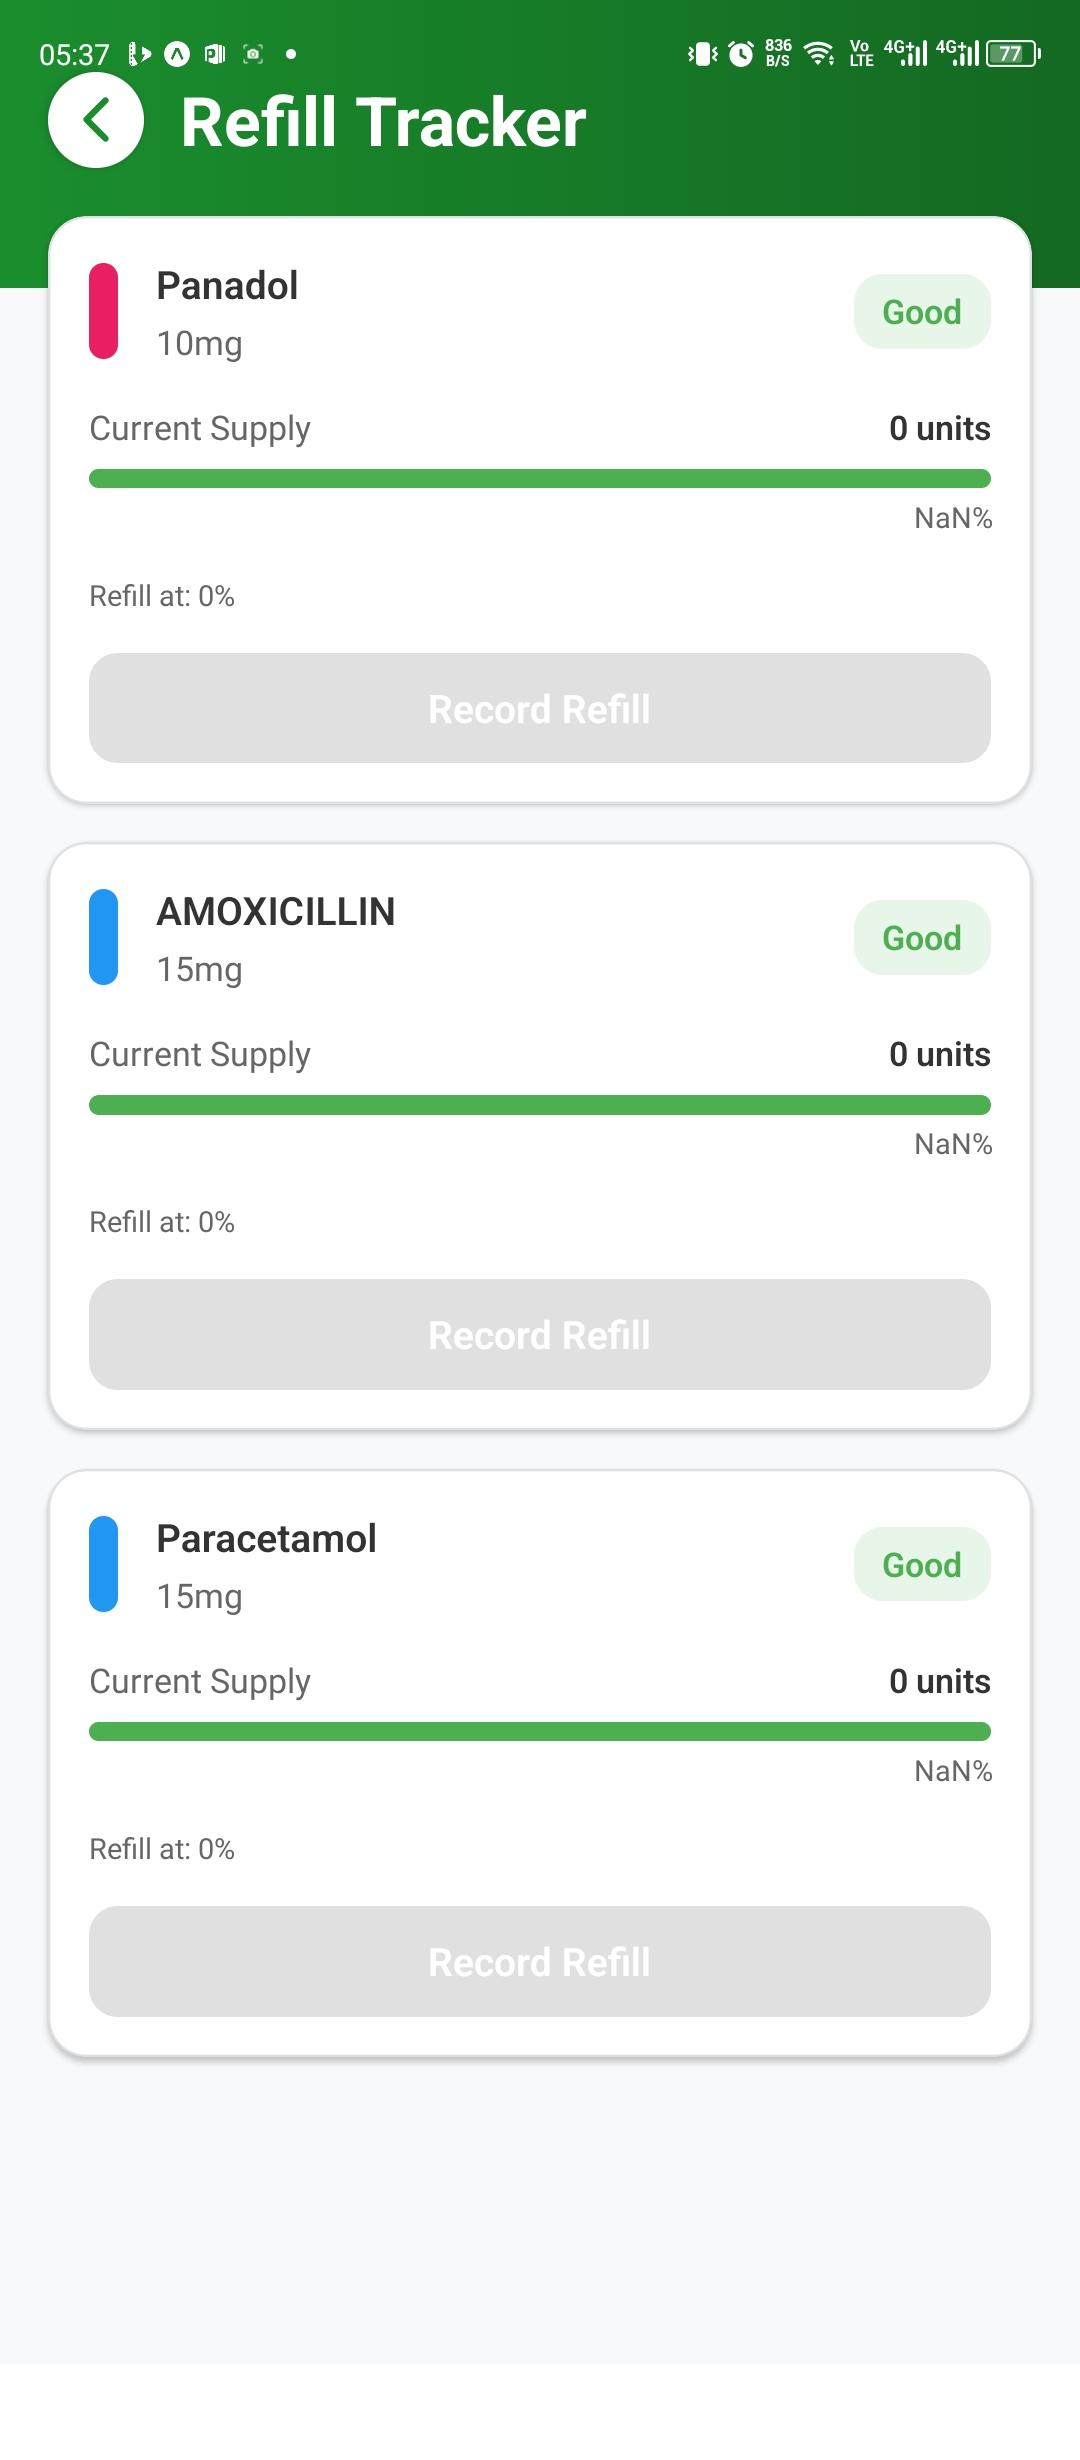 05:37 836 B/S Vo LTE 4G+ 4G+ 77
Refill Tracker
Panadol
10mg
Good
Current Supply 0 units
NaN%
Refill at: 0%
Record Refill
AMOXICILLIN
15mg
Good
Current Supply 0 units
NaN%
Refill at: 0%
Record Refill
Paracetamol
15mg
Good
Current Supply 0 units
NaN%
Refill at: 0%
Record Refill